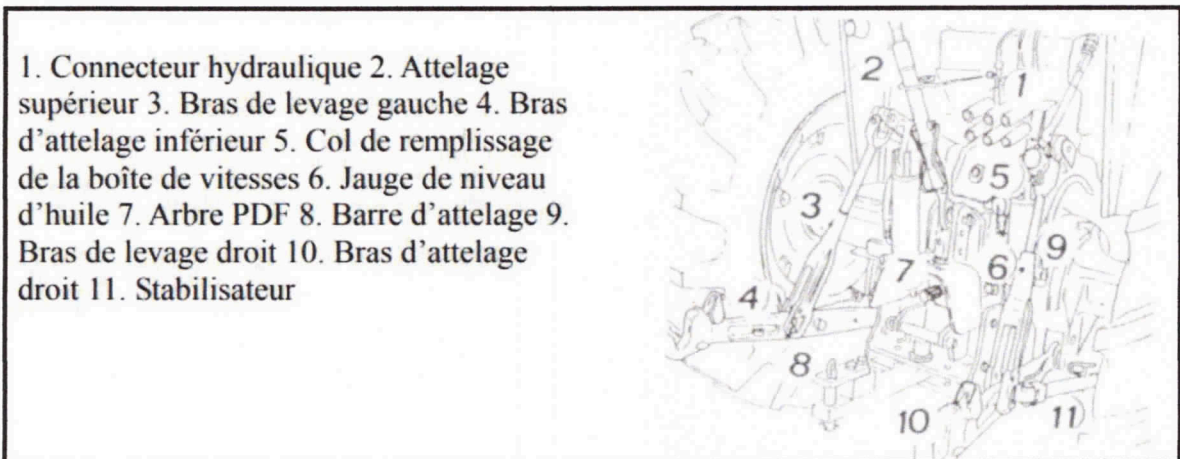 1. Connecteur hydraulique 2. Attelage
supérieur 3. Bras de levage gauche 4. Bras
d'attelage inférieur 5. Col de remplissage
de la boîte de vitesses 6. Jauge de niveau
d'huile 7. Arbre PDF 8. Barre d'attelage 9.
Bras de levage droit 10. Bras d'attelage
droit 11. Stabilisateur
2
1
5
3
9
7
6
4
8
10
11